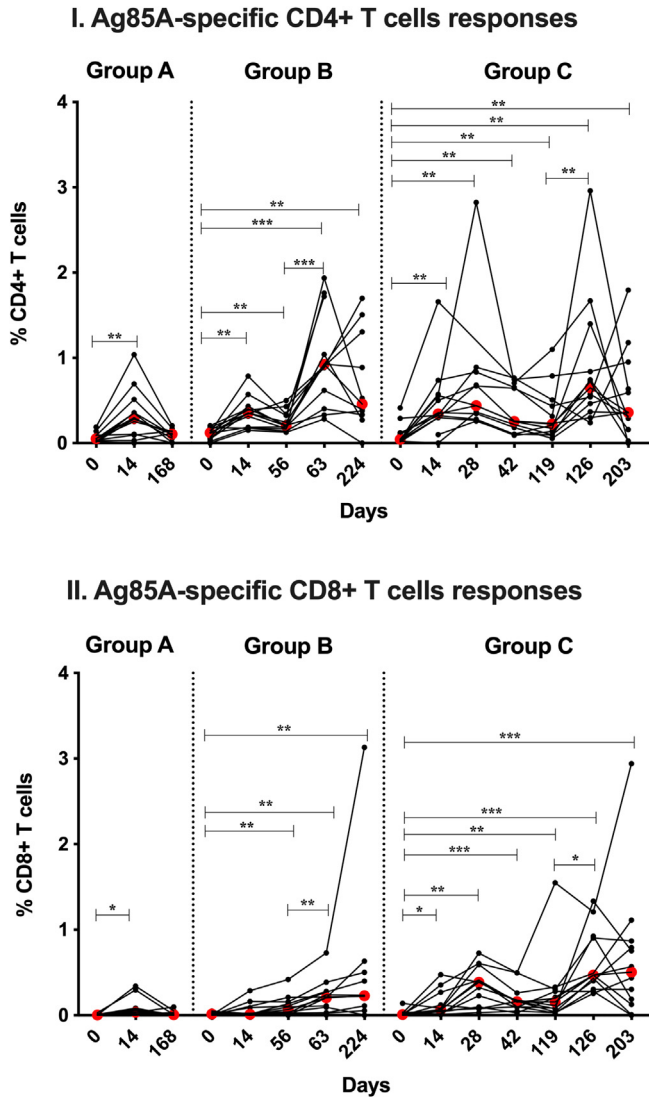 I. Ag85A-specific CD4+ T cells responses
Group A Group B Group C
4
3
2
1
0
% CD4+ T cells
** ** ** *** ** *** ** ** ** ** ** ** **
0 14 168 0 14 56 63 224 0 14 28 42 119 126 203
Days
II. Ag85A-specific CD8+ T cells responses
Group A Group B Group C
4
3
2
1
0
% CD8+ T cells
* ** ** ** ** *** *** ** *** * ** *
0 14 168 0 14 56 63 224 0 14 28 42 119 126 203
Days